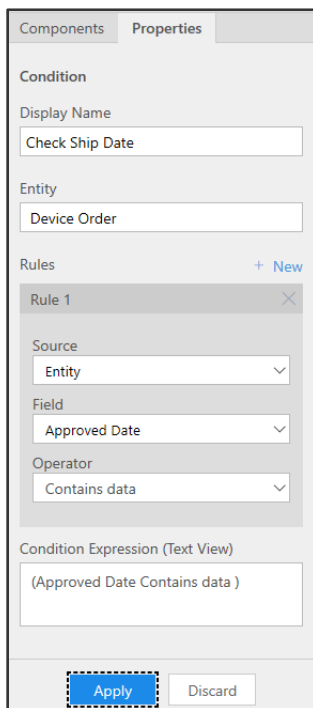 Components Properties
Condition
Display Name
Check Ship Date
Entity
Device Order
Rules + New
Rule 1
Source
Entity
Field
Approved Date
Operator
Contains data
Condition Expression (Text View)
(Approved Date Contains data )
Apply Discard